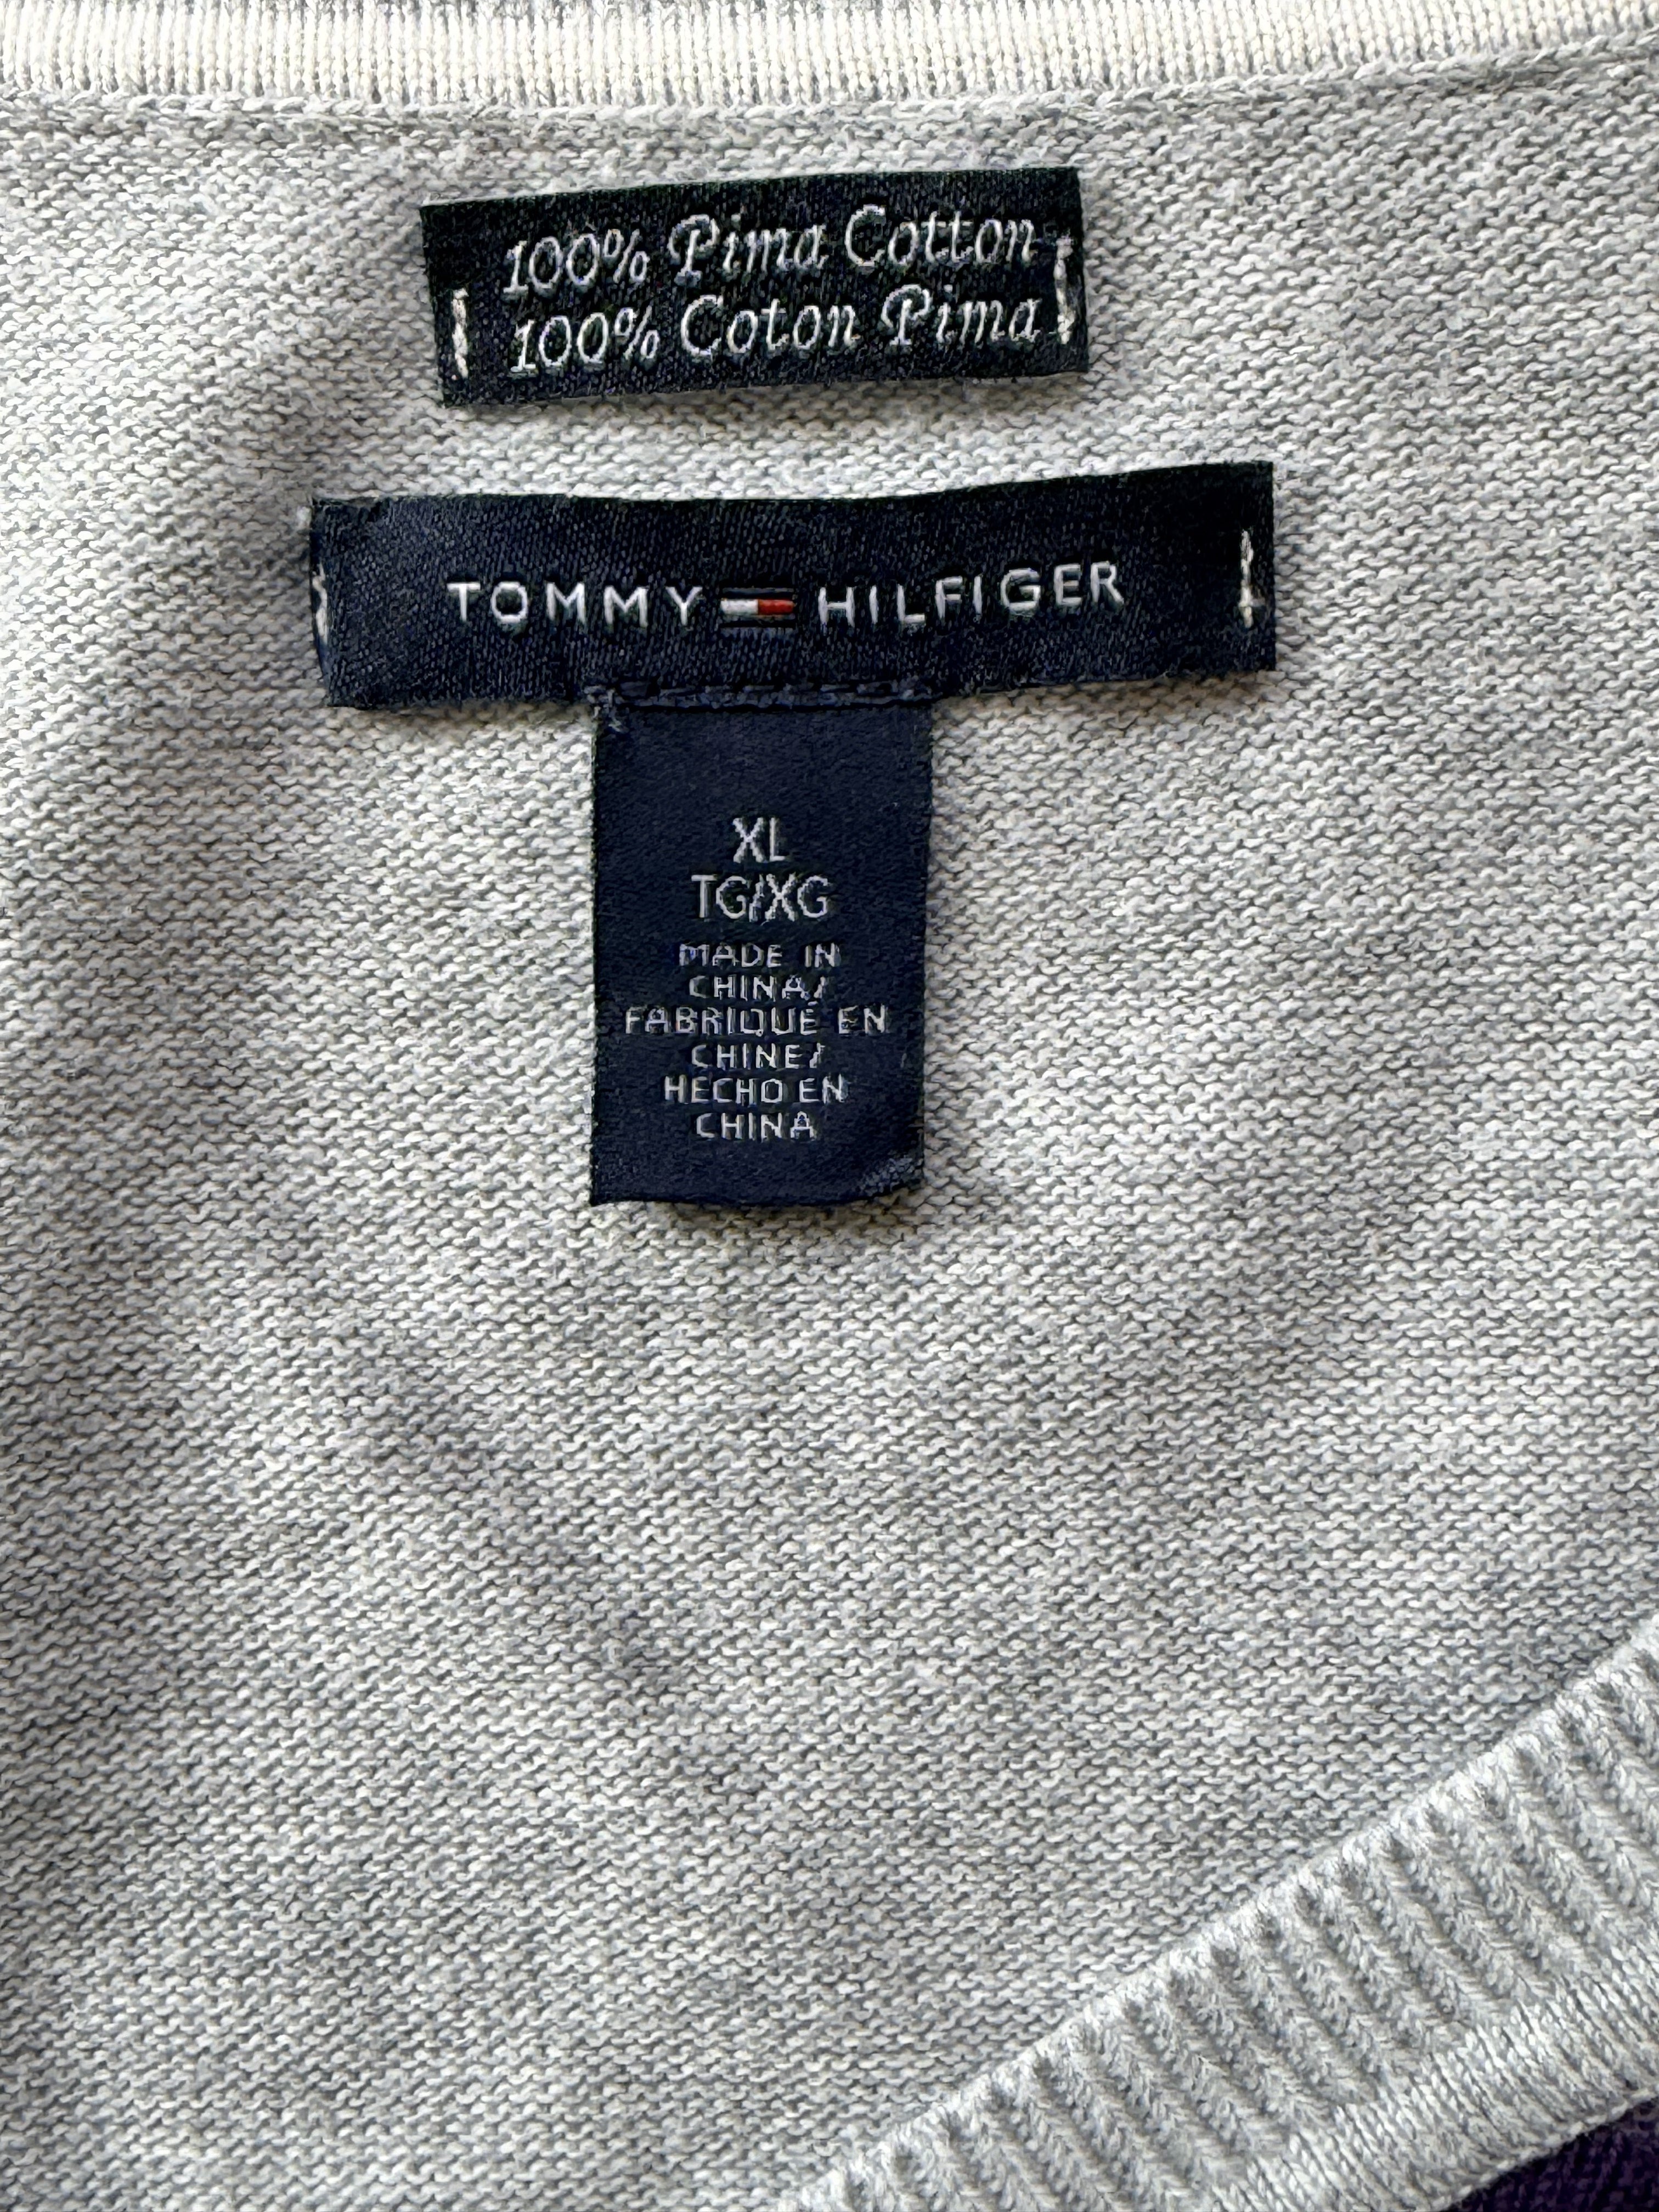 100% Pima Cotton
100% Coton Pima
TOMMY HILFIGER
XL
TG/XG
MADE IN
CHINA/
FABRIQUÉ EN
CHINE/
HECHO EN
CHINA